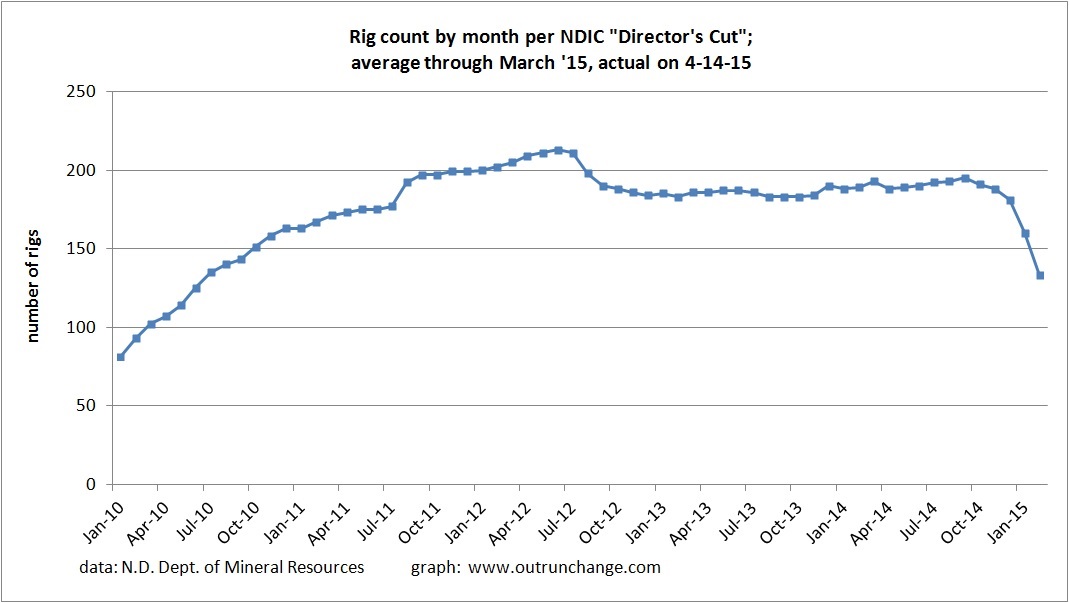 Rig count by month per NDIC "Director's Cut";
average through March '15, actual on 4-14-15
250
200
150
100
50
0
number of rigs
Jan-10
Apr-10
Jul-10
Oct-10
Jan-11
Apr-11
Jul-11
Oct-11
Jan-12
Apr-12
Jul-12
Oct-12
Jan-13
Apr-13
Jul-13
Oct-13
Jan-14
Apr-14
Jul-14
Oct-14
Jan-15
data: N.D. Dept. of Mineral Resources
graph: www.outrunchange.com